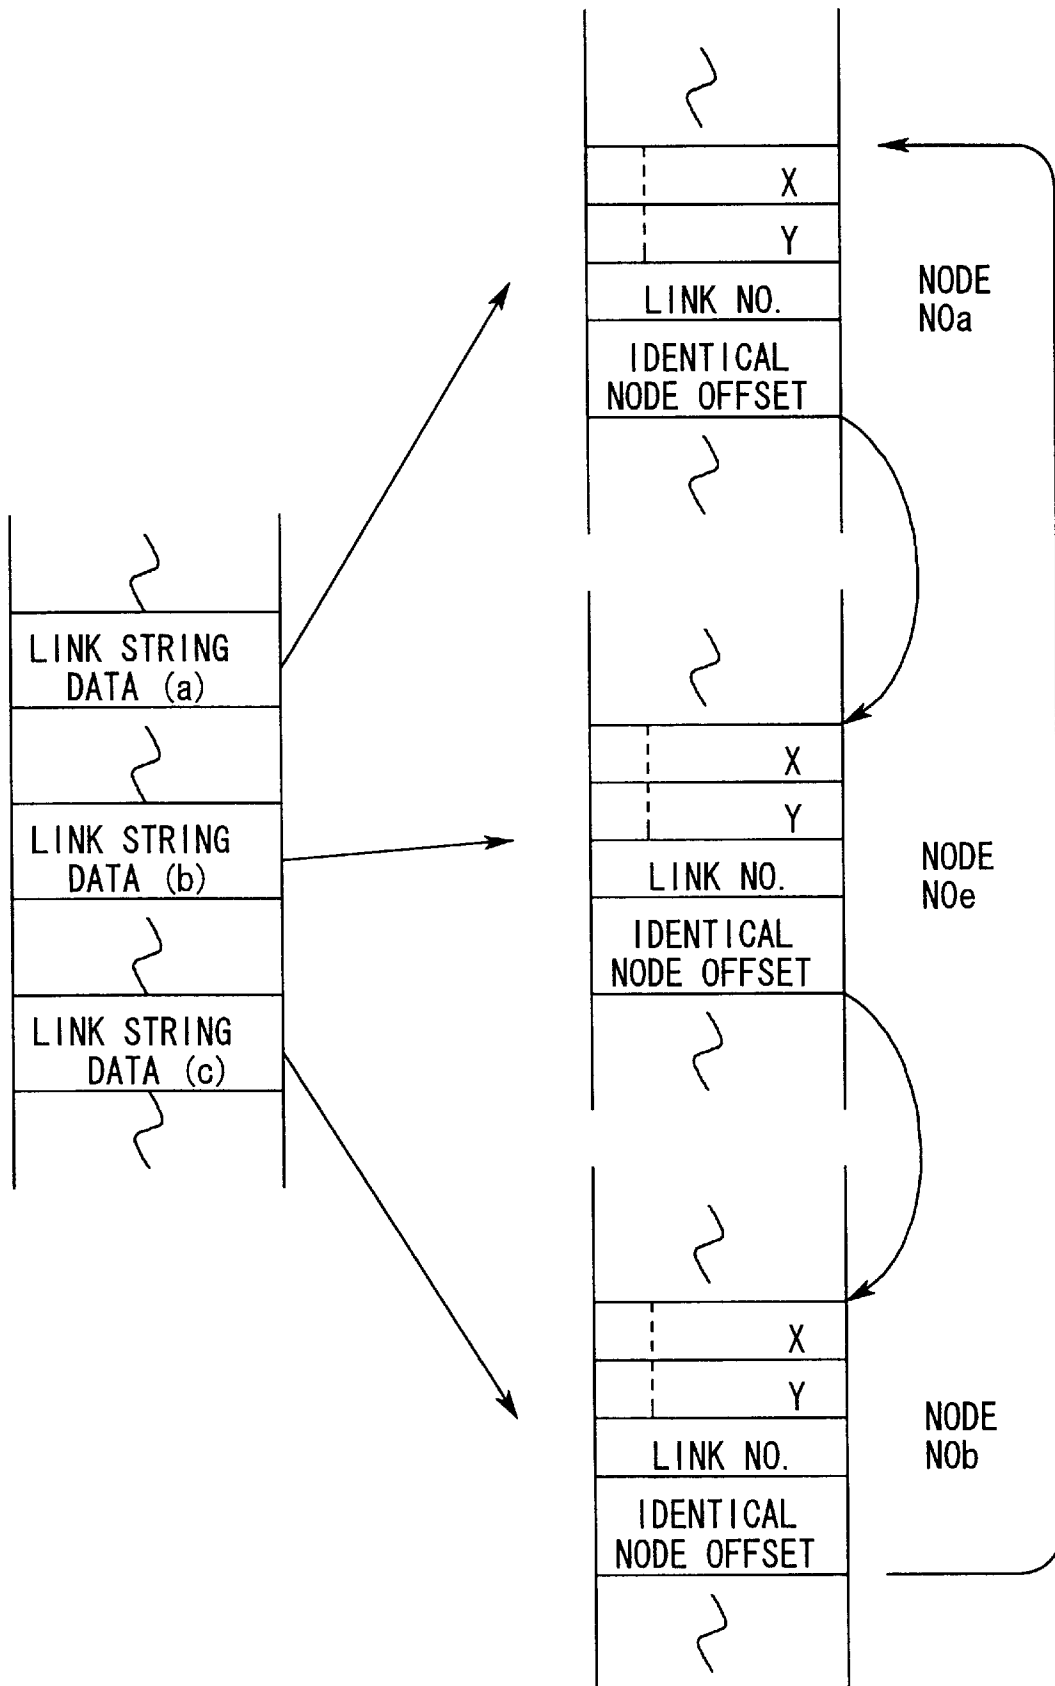 X
Y
LINK NO.
IDENTICAL
NODE OFFSET
NODE
N0a
LINK STRING
DATA (a)
LINK STRING
DATA (b)
LINK STRING
DATA (c)
X
Y
LINK NO.
IDENTICAL
NODE OFFSET
NODE
N0e
X
Y
LINK NO.
IDENTICAL
NODE OFFSET
NODE
N0b